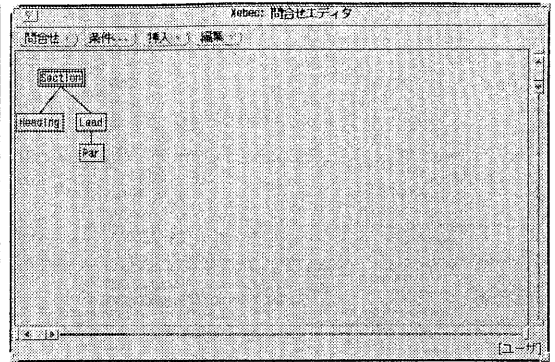 Xebec: 問合せエディタ
問合せ 条件... 挿入 編集
Section
Heading Lead
Par
[ユーザ]